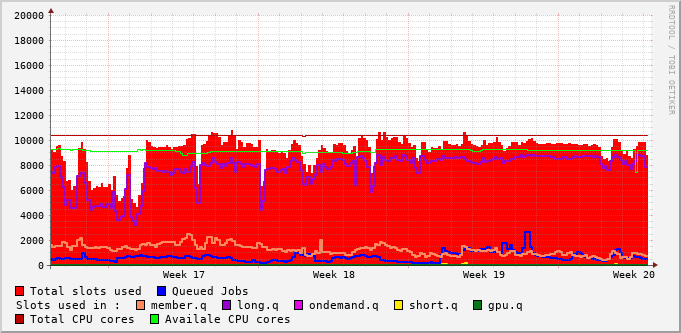 20000
18000
16000
14000
12000
10000
8000
6000
4000
2000
0
Week 17 Week 18 Week 19 Week 20
Total slots used Queued Jobs
Slots used in : member.q long.q ondemand.q short.q gpu.q
Total CPU cores Availale CPU cores
RRDTOOL / TOBI OETIKER